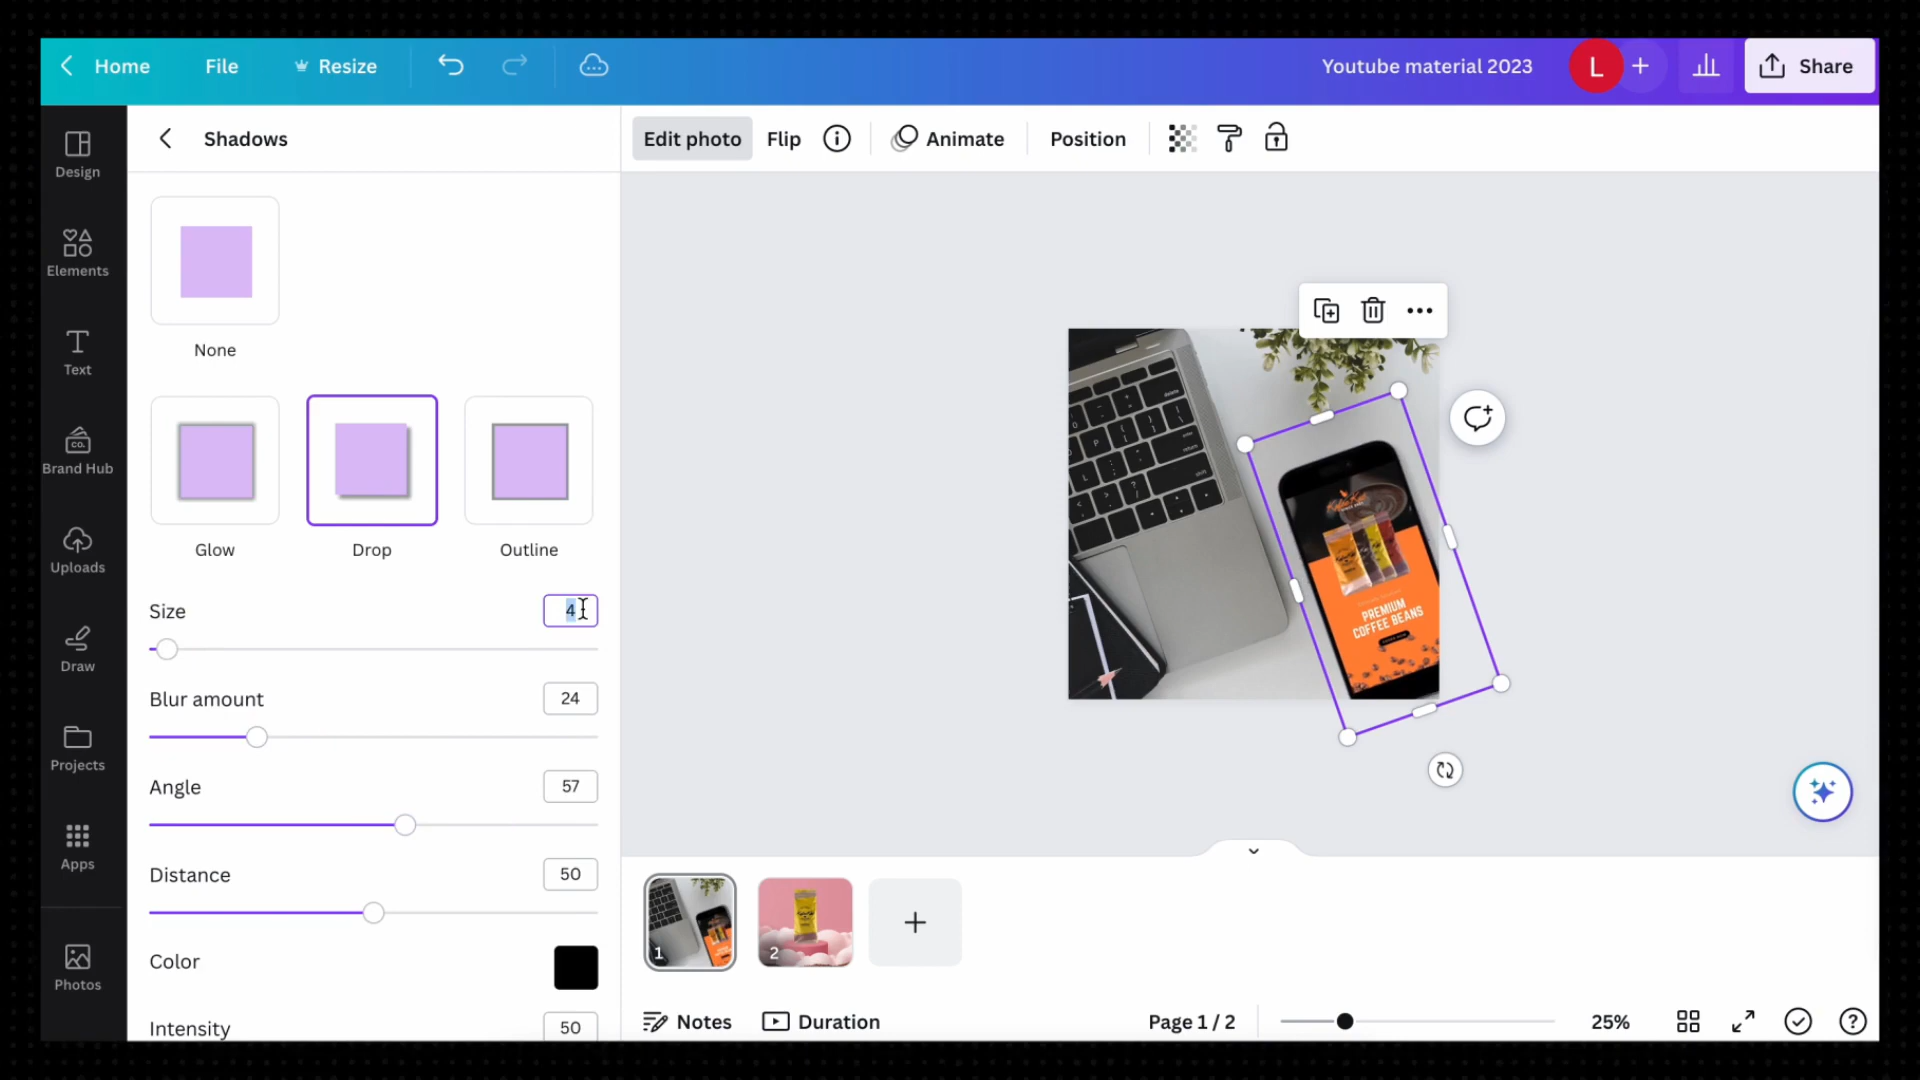 Home File Resize Youtube material 2023 L + Share
Design
Elements
Text
Brand Hub
CO.
Uploads
Draw
Projects
Apps
Photos
Shadows
None
Glow Drop Outline
Size 4
Blur amount 24
Angle 57
Distance 50
Color
Intensity 50
Edit photo Flip Animate Position
PREMIUM
COFFEE BEANS
1 2
Notes Duration Page 1 / 2 25%